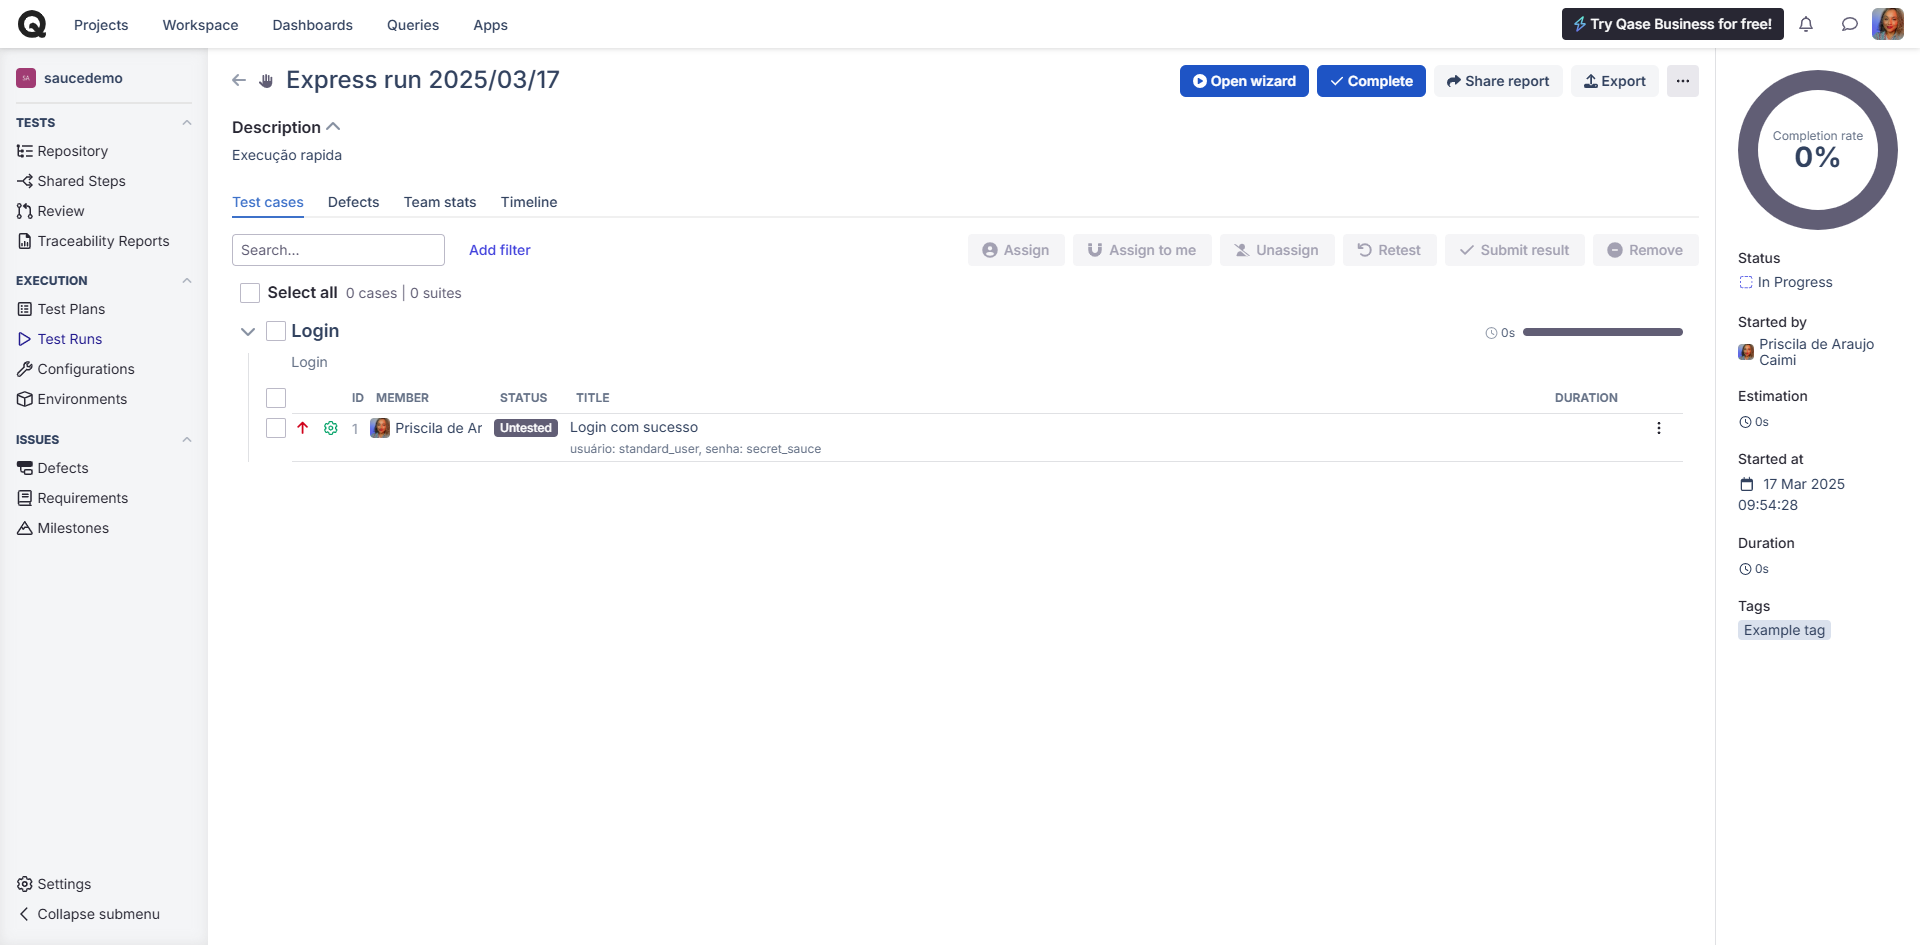 Projects
Workspace
Dashboards
Queries
Apps
Try Qase Business for free!
SA
saucedemo
TESTS
Repository
Shared Steps
Review
Traceability Reports
EXECUTION
Test Plans
Test Runs
Configurations
Environments
ISSUES
Defects
Requirements
Milestones
Settings
Collapse submenu
Express run 2025/03/17
Open wizard
Complete
Share report
Export
Description
Execução rapida
Test cases
Defects
Team stats
Timeline
Search...
Add filter
Assign
Assign to me
Unassign
Retest
Submit result
Remove
Select all 0 cases | 0 suites
Login
0s
Login
ID MEMBER STATUS TITLE DURATION
1 Priscila de Ar Untested Login com sucesso
usuário: standard_user, senha: secret_sauce
Completion rate
0%
Status
In Progress
Started by
Priscila de Araujo
Caimi
Estimation
0s
Started at
17 Mar 2025
09:54:28
Duration
0s
Tags
Example tag